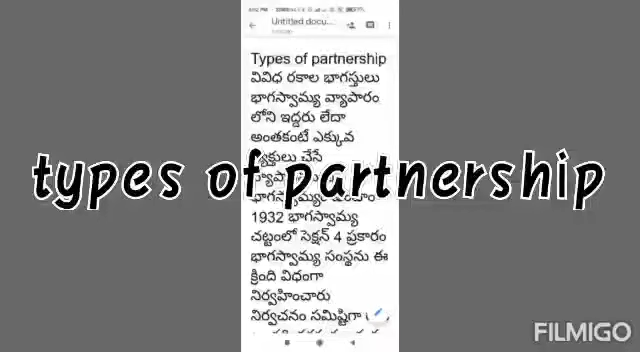 Untitled docu...
Types of partnership
వివిధ రకాల భాగస్తులు
భాగస్వామ్య వ్యాపారం
లోని ఇద్దరు లేదా
అంతకంటే ఎక్కువ
వ్యక్తులు చేసే
types of partnership
1932 భాగస్వామ్య
చట్టంలో సెక్షన్ 4 ప్రకారం
భాగస్వామ్య సంస్థను ఈ
క్రింది విధంగా
నిర్వహించారు
నిర్వచనం సమిష్టిగా
FILMIGO